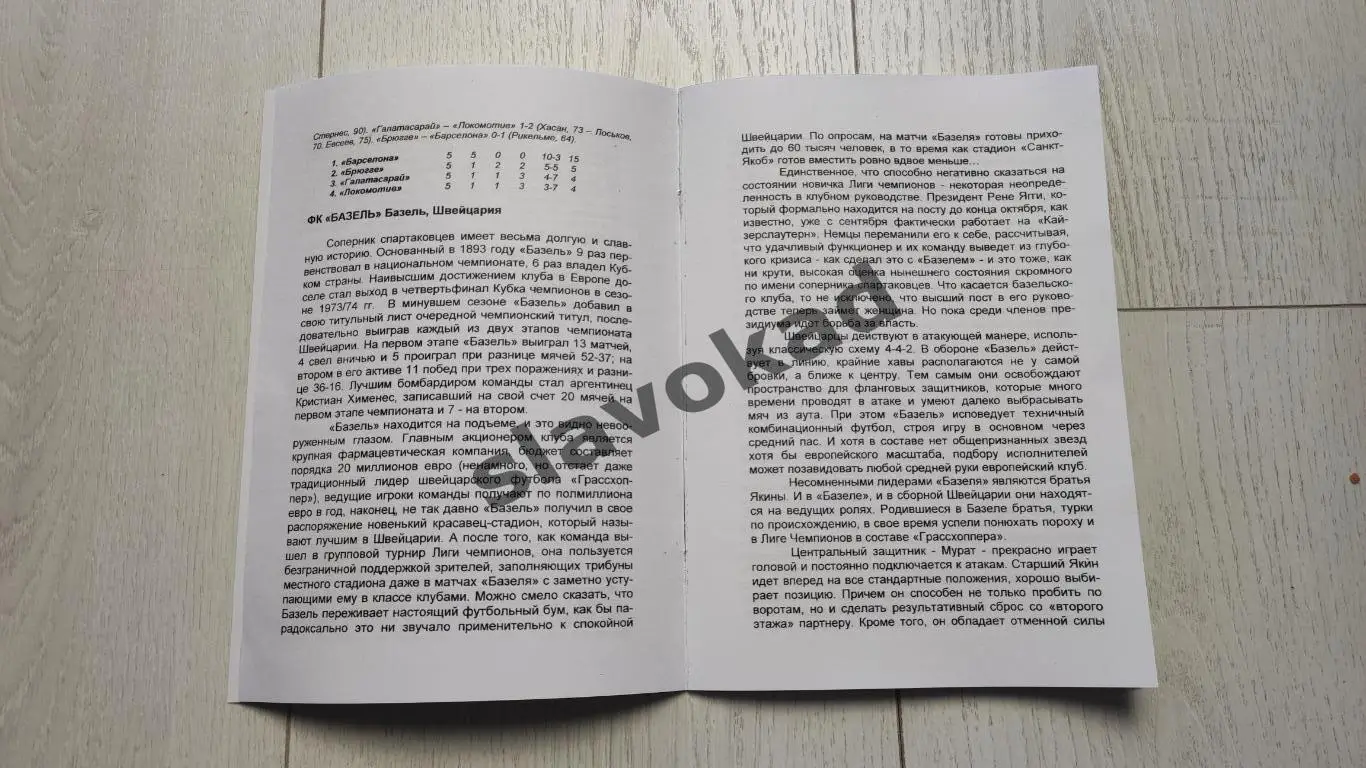 Стернес, 90). «Галатасарай» – «Локомотив» 1-2 (Хасан, 73 – Лоськов,
70, Евсеев, 75). «Брюгге» – «Барселона» 0-1 (Рикельме, 64).
1. «Барселона» 5 5 0 0 10-3 15
2. «Брюгге» 5 1 2 2 5-5 5
3. «Галатасарай» 5 1 1 3 4-7 4
4. «Локомотив» 5 1 1 3 3-7 4
ФК «БАЗЕЛЬ» Базель, Швейцария
Соперник спартаковцев имеет весьма долгую и слав-
ную историю. Основанный в 1893 году «Базель» 9 раз пер-
венствовал в национальном чемпионате, 6 раз владел Куб-
ком страны. Наивысшим достижением клуба в Европе до-
селе стал выход в четвертьфинал Кубка чемпионов в сезо-
не 1973/74 гг. В минувшем сезоне «Базель» добавил в
свою титульный лист очередной чемпионский титул, после-
довательно выиграв каждый из двух этапов чемпионата
Швейцарии. На первом этапе «Базель» выиграл 13 матчей,
4 свел вничью и 5 проиграл при разнице мячей 52-37; на
втором в его активе 11 побед при трех поражениях и разни-
це 36-16. Лучшим бомбардиром команды стал аргентинец
Кристиан Хименес, записавший на свой счет 20 мячей на
первом этапе чемпионата и 7 - на втором.
«Базель» находится на подъеме, и это видно невоо-
руженным глазом. Главным акционером клуба является
крупная фармацевтическая компания, бюджет составляет
порядка 20 миллионов евро (ненамного, но отстает даже
традиционный лидер швейцарского футбола «Грассхоп-
пер»), ведущие игроки команды получают по полмиллиона
евро в год, наконец, не так давно «Базель» получил в свое
распоряжение новенький красавец-стадион, который назы-
вают лучшим в Швейцарии. А после того, как команда вы-
шел в групповой турнир Лиги чемпионов, она пользуется
безграничной поддержкой зрителей, заполняющих трибуны
местного стадиона даже в матчах «Базеля» с заметно усту-
пающими ему в классе клубами. Можно смело сказать, что
Базель переживает настоящий футбольный бум, как бы па-
радоксально это ни звучало применительно к спокойной
Швейцарии. По опросам, на матчи «Базеля» готовы прихо-
дить до 60 тысяч человек, в то время как стадион «Санкт-
Якоб» готов вместить ровно вдвое меньше...
Единственное, что способно негативно сказаться на
состоянии новичка Лиги чемпионов - некоторая неопреде-
ленность в клубном руководстве. Президент Рене Ягги, ко-
торый формально находится на посту до конца октября, как
известно, уже с сентября фактически работает на «Кай-
зерслаутерн». Немцы переманили его к себе, рассчитывая,
что удачливый функционер и их команду выведет из глубо-
кого кризиса - как сделал это с «Базелем» - и это тоже, как
ни крути, высокая оценка нынешнего состояния скромного
по имени соперника спартаковцев. Что касается базельско-
го клуба, то не исключено, что высший пост в его руково-
дстве теперь займет женщина. Но пока среди членов пре-
зидиума идет борьба за власть.
Швейцарцы действуют в атакующей манере, исполь-
зуя классическую схему 4-4-2. В обороне «Базель» дейст-
вует в линию, крайние хавы располагаются не у самой
бровки, а ближе к центру. Тем самым они освобождают
пространство для фланговых защитников, которые много
времени проводят в атаке и умеют далеко выбрасывать
мяч из аута. При этом «Базель» исповедует техничный
комбинационный футбол, строя игру в основном через
средний пас. И хотя в составе нет общепризнанных звезд
хотя бы европейского масштаба, подбору исполнителей
может позавидовать любой средней руки европейский клуб.
Несомненными лидерами «Базеля» являются братья
Якины. И в «Базеле», и в сборной Швейцарии они находят-
ся на ведущих ролях. Родившиеся в Базеле братья, турки
по происхождению, в свое время успели понюхать пороху и
в Лиге Чемпионов в составе «Грассхоппера».
Центральный защитник - Мурат - прекрасно играет
головой и постоянно подключается к атакам. Старший Якин
идет вперед на все стандартные положения, хорошо выби-
рает позицию. Причем он способен не только пробить по
воротам, но и сделать результативный сброс со «второго
этажа» партнеру. Кроме того, он обладает отменной силы
slavokad